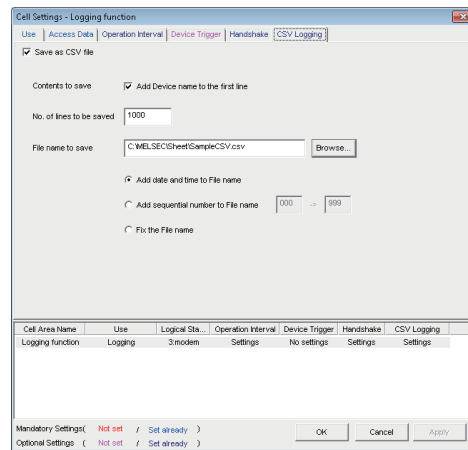 Cell Settings - Logging function
Use Access Data Operation Interval Device Trigger Handshake CSV Logging
Save as CSV file
Contents to save Add Device name to the first line
No. of lines to be saved 1000
File name to save C:\MELSEC\Sheet\SampleCSV.csv Browse...
Add date and time to File name
Add sequential number to File name 000 -> 999
Fix the File name
Cell Area Name Use Logical Sta... Operation Interval Device Trigger Handshake CSV Logging
Logging function Logging 3:modem Settings No settings Settings Settings
Mandatory Settings( Not set / Set already )
Optional Settings ( Not set / Set already )
OK Cancel Apply